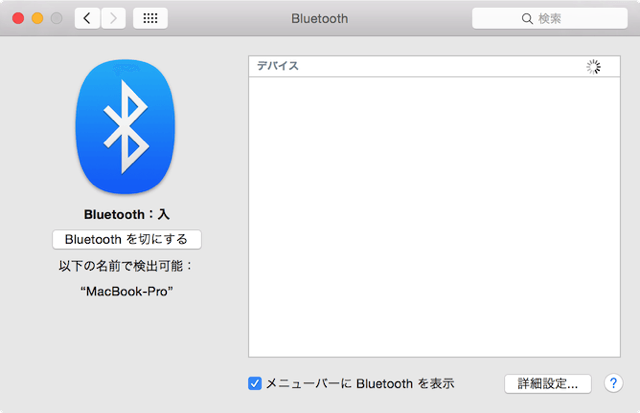 Bluetooth
検索
デバイス
Bluetooth：入
Bluetooth を切にする
以下の名前で検出可能：
“MacBook-Pro”
メニューバーに Bluetooth を表示
詳細設定...
?